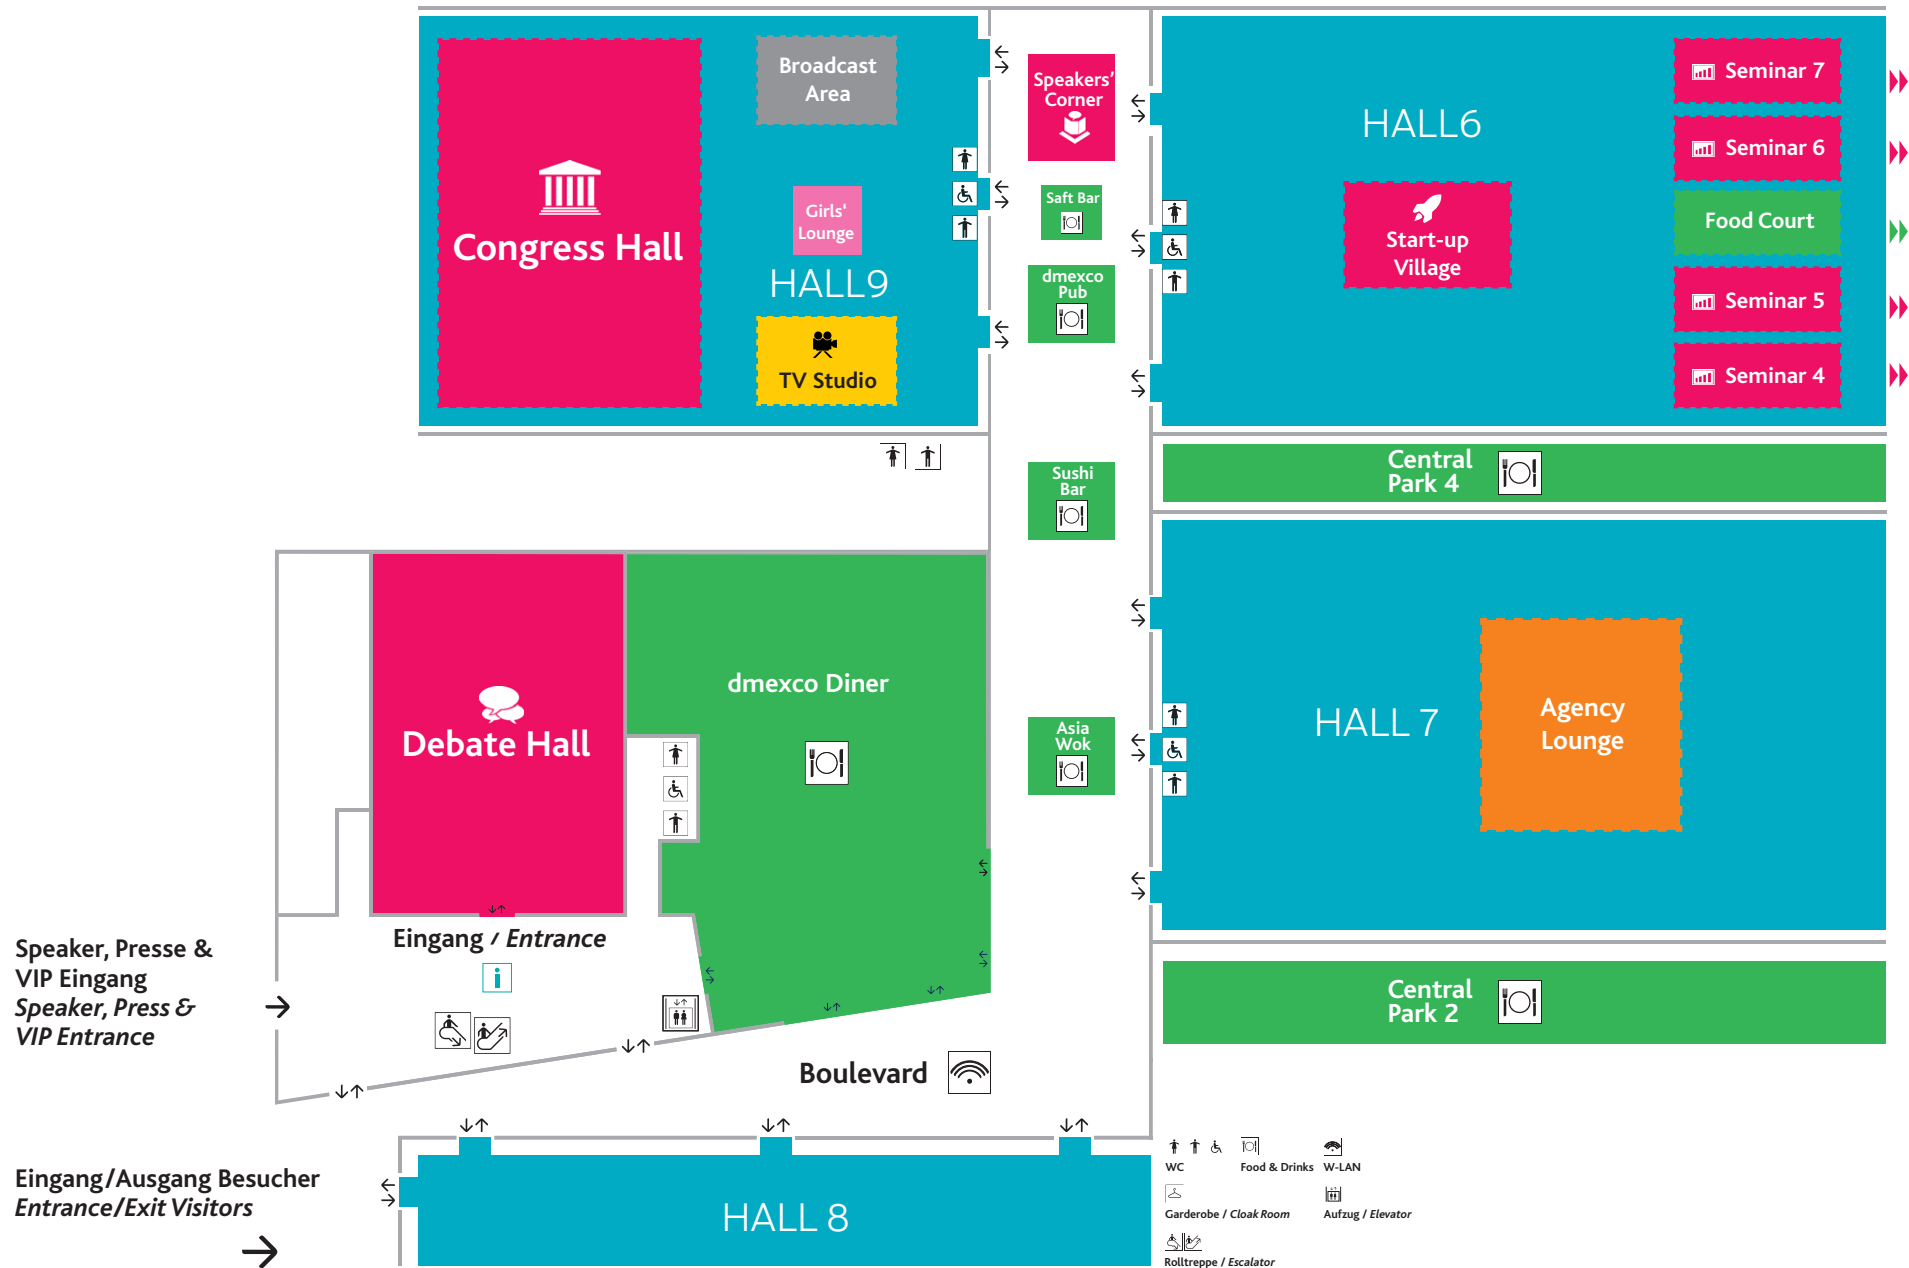 Congress Hall
Broadcast
Area
Girls'
Lounge
HALL9
TV Studio
Speakers'
Corner
Saft Bar
dmexco
Pub
Sushi
Bar
Asia
Wok
HALL6
Start-up
Village
Seminar 7
Seminar 6
Food Court
Seminar 5
Seminar 4
Central
Park 4
HALL 7
Agency
Lounge
Central
Park 2
Debate Hall
dmexco Diner
Eingang / Entrance
i
Speaker, Presse &
VIP Eingang
Speaker, Press &
VIP Entrance
Boulevard
Eingang/Ausgang Besucher
Entrance/Exit Visitors
HALL 8
WC
Food & Drinks
W-LAN
Garderobe / Cloak Room
Aufzug / Elevator
Rolltreppe / Escalator